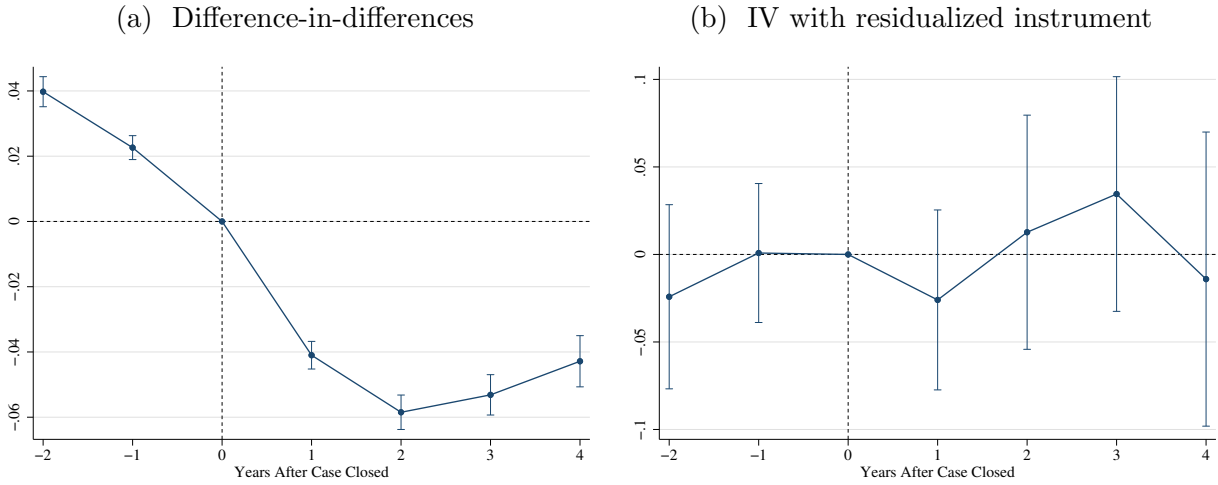 (a) Difference-in-differences
.04
.02
0
-.02
-.04
-.06
-2 -1 0 1 2 3 4
Years After Case Closed
(b) IV with residualized instrument
.1
.05
0
-.05
-.1
-2 -1 0 1 2 3 4
Years After Case Closed